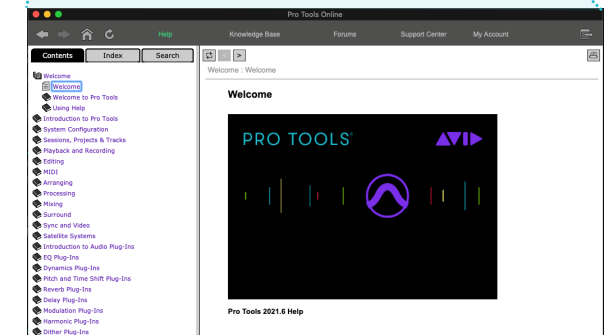 Pro Tools Online
Help Knowledge Base Forums Support Center My Account
Contents Index Search
Welcome
Welcome
Welcome to Pro Tools
Using Help
Introduction to Pro Tools
System Configuration
Sessions, Projects & Tracks
Playback and Recording
Editing
MIDI
Arranging
Processing
Mixing
Surround
Sync and Video
Satellite Systems
Introduction to Audio Plug-Ins
EQ Plug-Ins
Dynamics Plug-Ins
Pitch and Time Shift Plug-Ins
Reverb Plug-Ins
Delay Plug-Ins
Modulation Plug-Ins
Harmonic Plug-Ins
Dither Plug-Ins
< >
Welcome : Welcome
Welcome
PRO TOOLS® AVID
Pro Tools 2021.6 Help